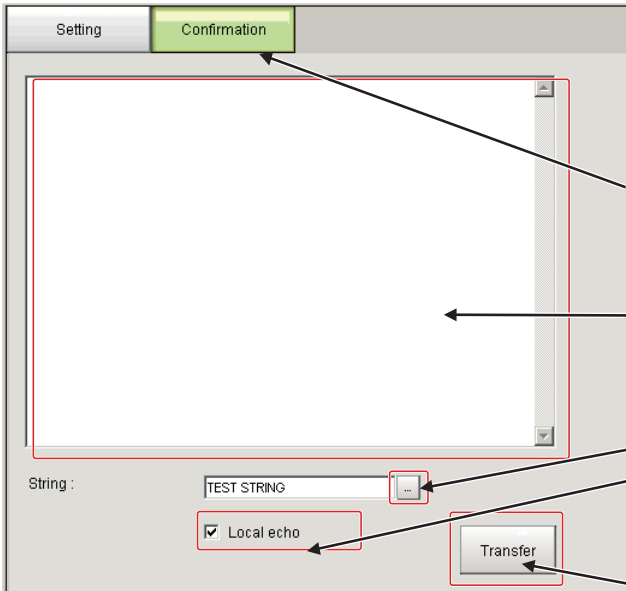 Setting
Confirmation
String :
TEST STRING
...
Local echo
Transfer